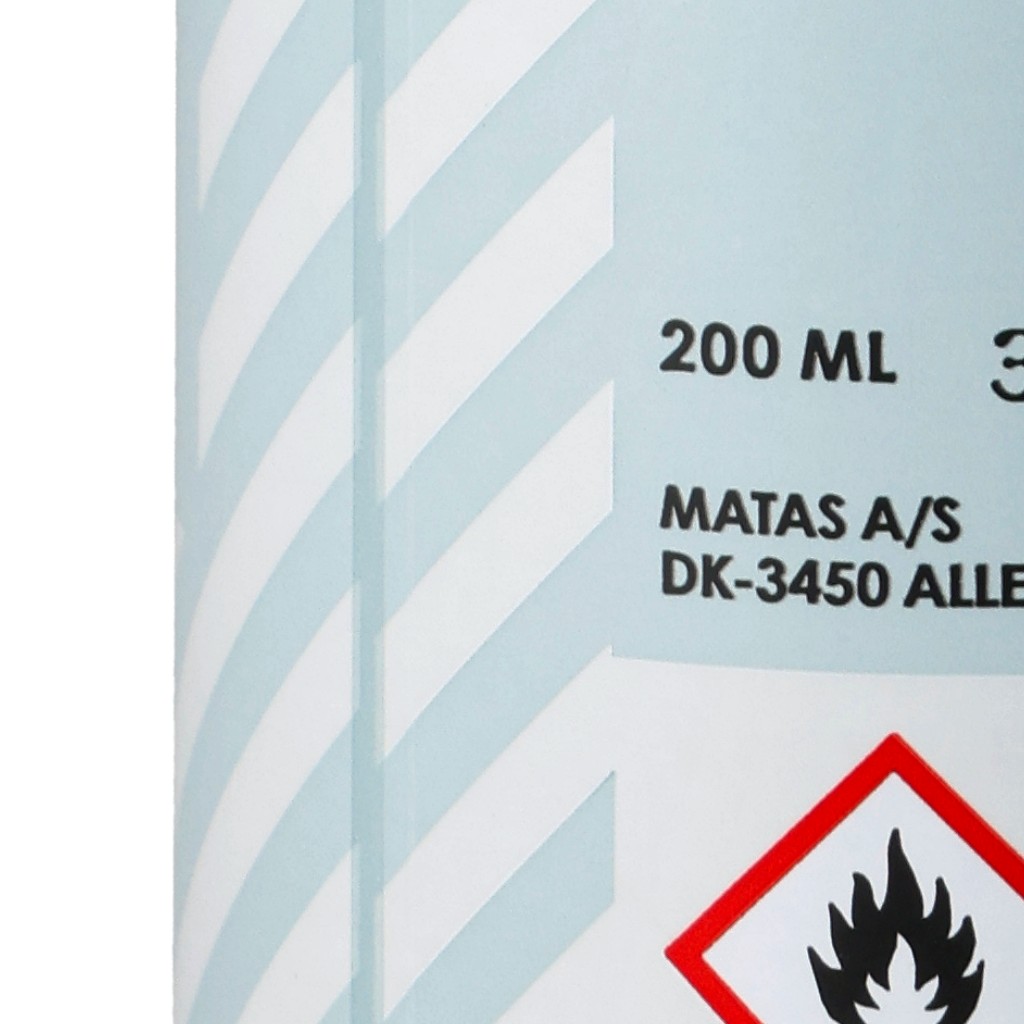 200 ML
MATAS A/S
DK-3450 ALLE